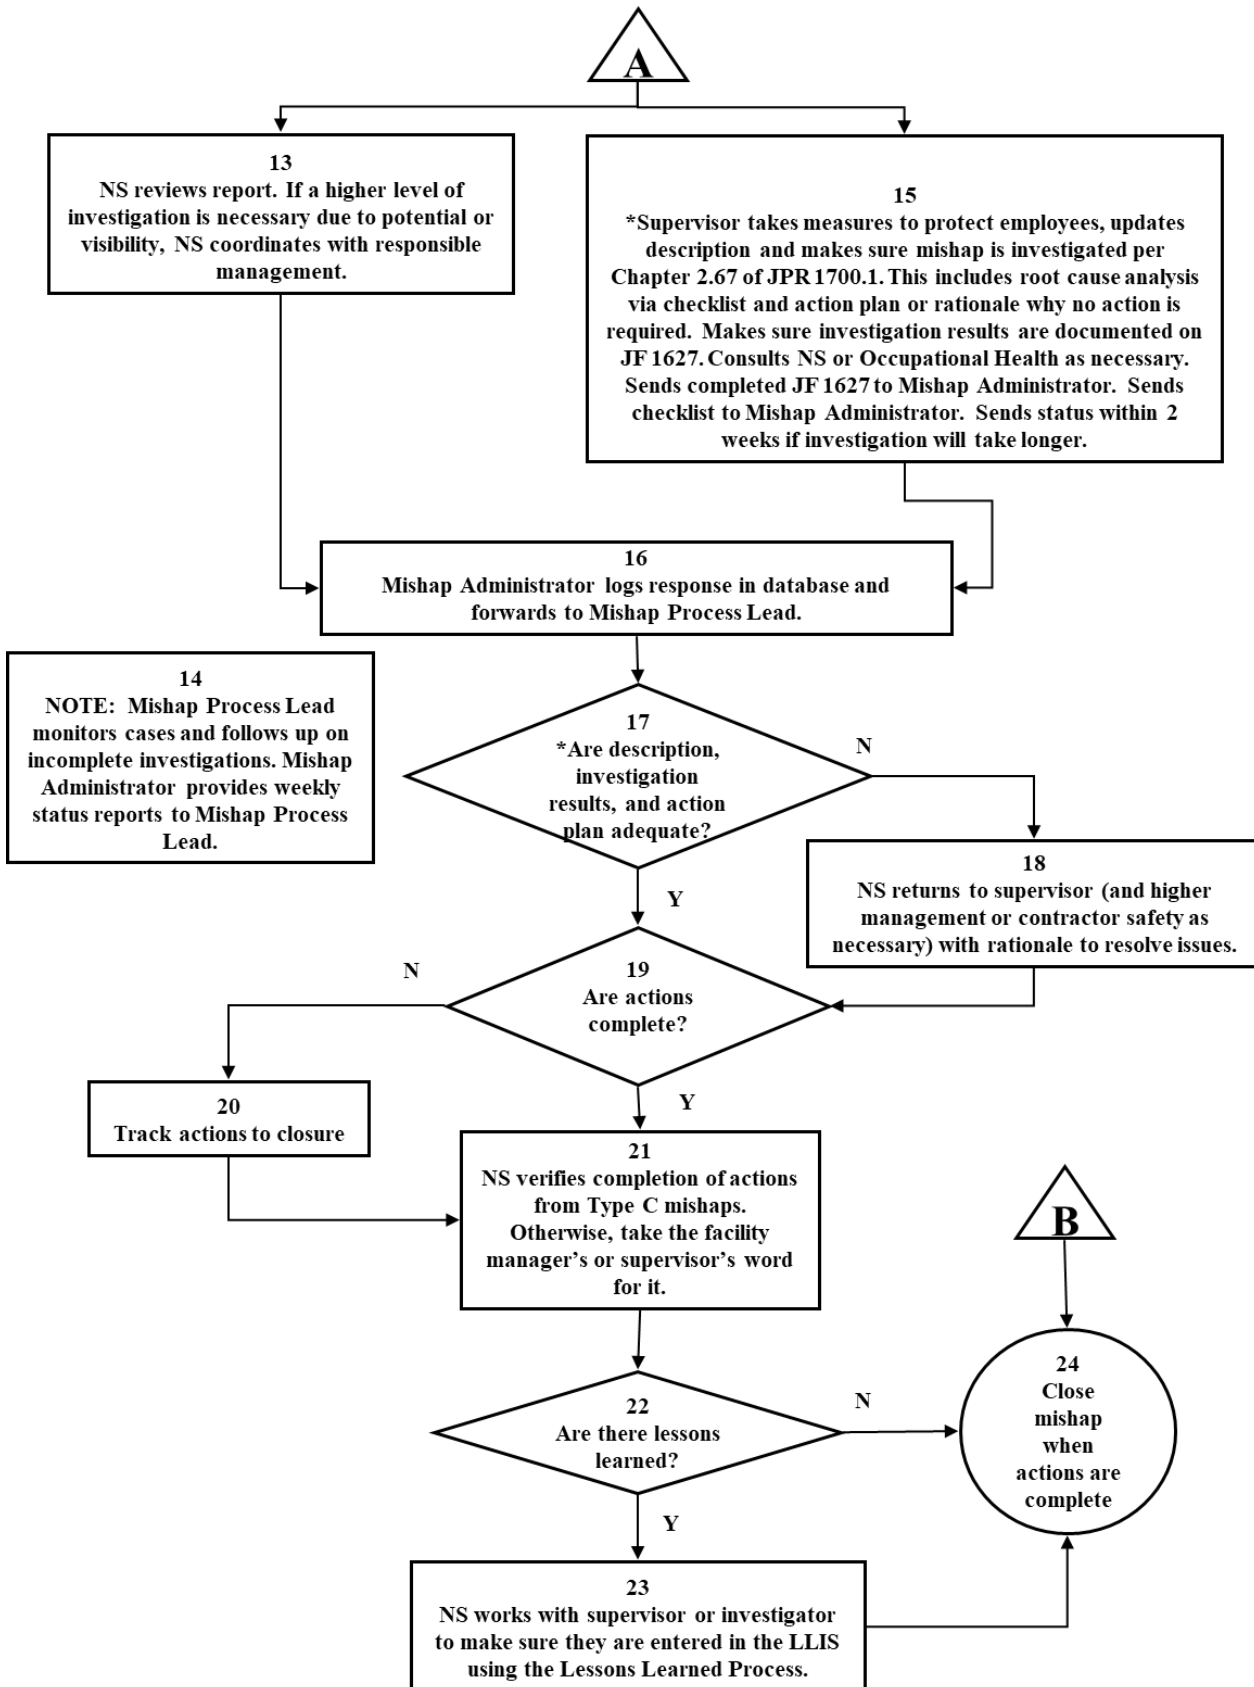 A
13
NS reviews report. If a higher level of
investigation is necessary due to potential or
visibility, NS coordinates with responsible
management.
15
*Supervisor takes measures to protect employees, updates
description and makes sure mishap is investigated per
Chapter 2.67 of JPR 1700.1. This includes root cause analysis
via checklist and action plan or rationale why no action is
required. Makes sure investigation results are documented on
JF 1627. Consults NS or Occupational Health as necessary.
Sends completed JF 1627 to Mishap Administrator. Sends
checklist to Mishap Administrator. Sends status within 2
weeks if investigation will take longer.
16
Mishap Administrator logs response in database and
forwards to Mishap Process Lead.
14
NOTE: Mishap Process Lead
monitors cases and follows up on
incomplete investigations. Mishap
Administrator provides weekly
status reports to Mishap Process
Lead.
17
*Are description,
investigation
results, and action
plan adequate?
N
Y
18
NS returns to supervisor (and higher
management or contractor safety as
necessary) with rationale to resolve issues.
19
Are actions
complete?
N
Y
20
Track actions to closure
21
NS verifies completion of actions
from Type C mishaps.
Otherwise, take the facility
manager’s or supervisor’s word
for it.
B
22
Are there lessons
learned?
N
Y
24
Close
mishap
when
actions are
complete
23
NS works with supervisor or investigator
to make sure they are entered in the LLIS
using the Lessons Learned Process.